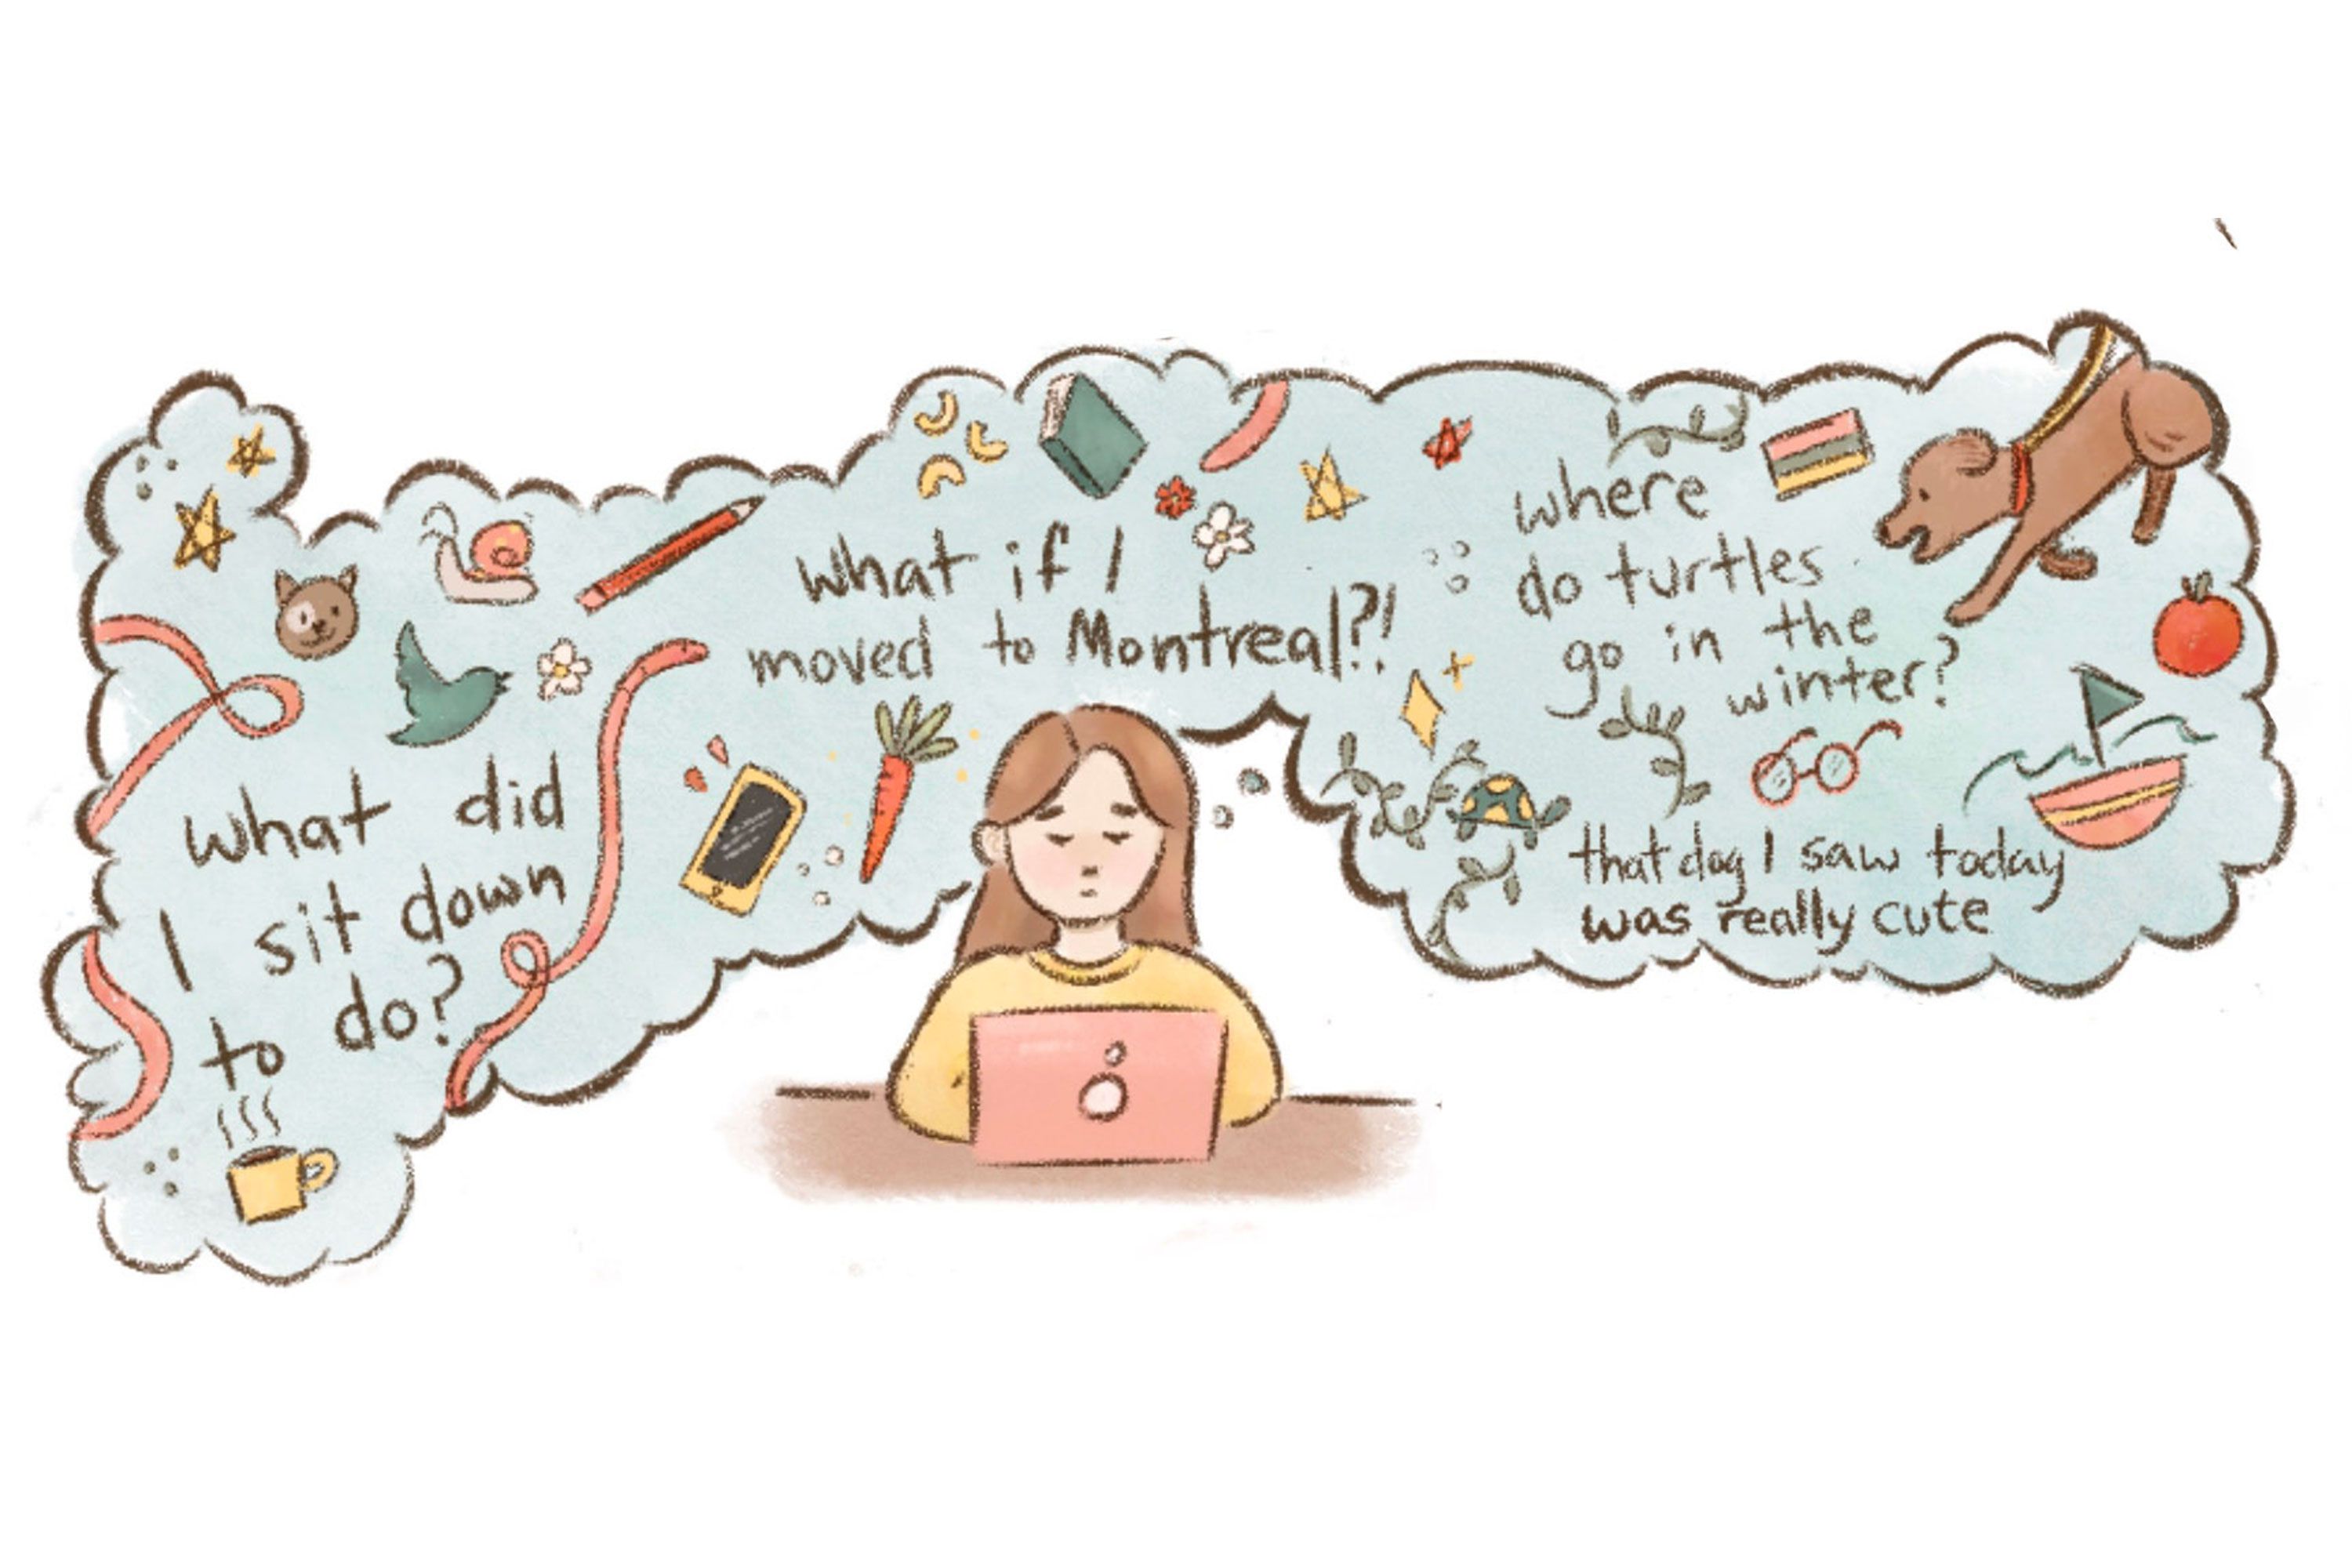 What did
I sit down
to do?
What if I
moved to Montreal?!
where
do turtles
go in the
winter?
that dog I saw today
was really cute